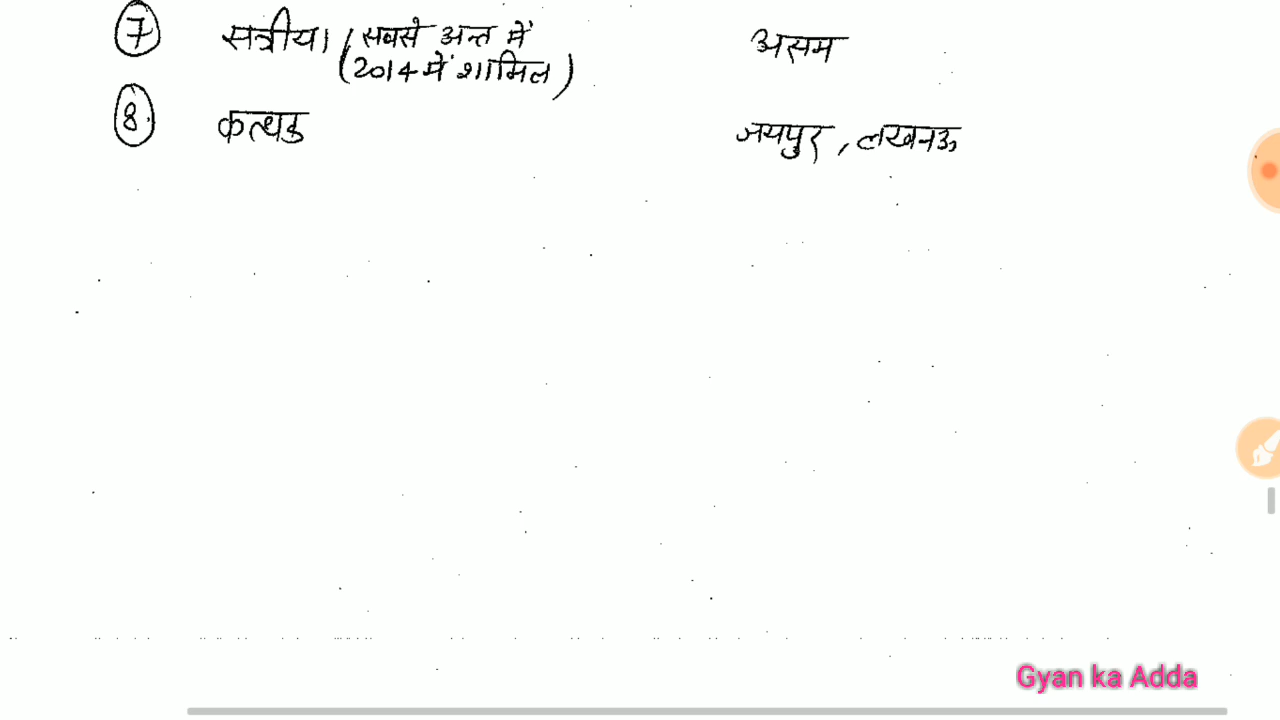 7 सत्रीया (सबसे अन्त में असम
(2014 में शामिल)
8. कत्थक जयपुर, लखनऊ
Gyan ka Adda